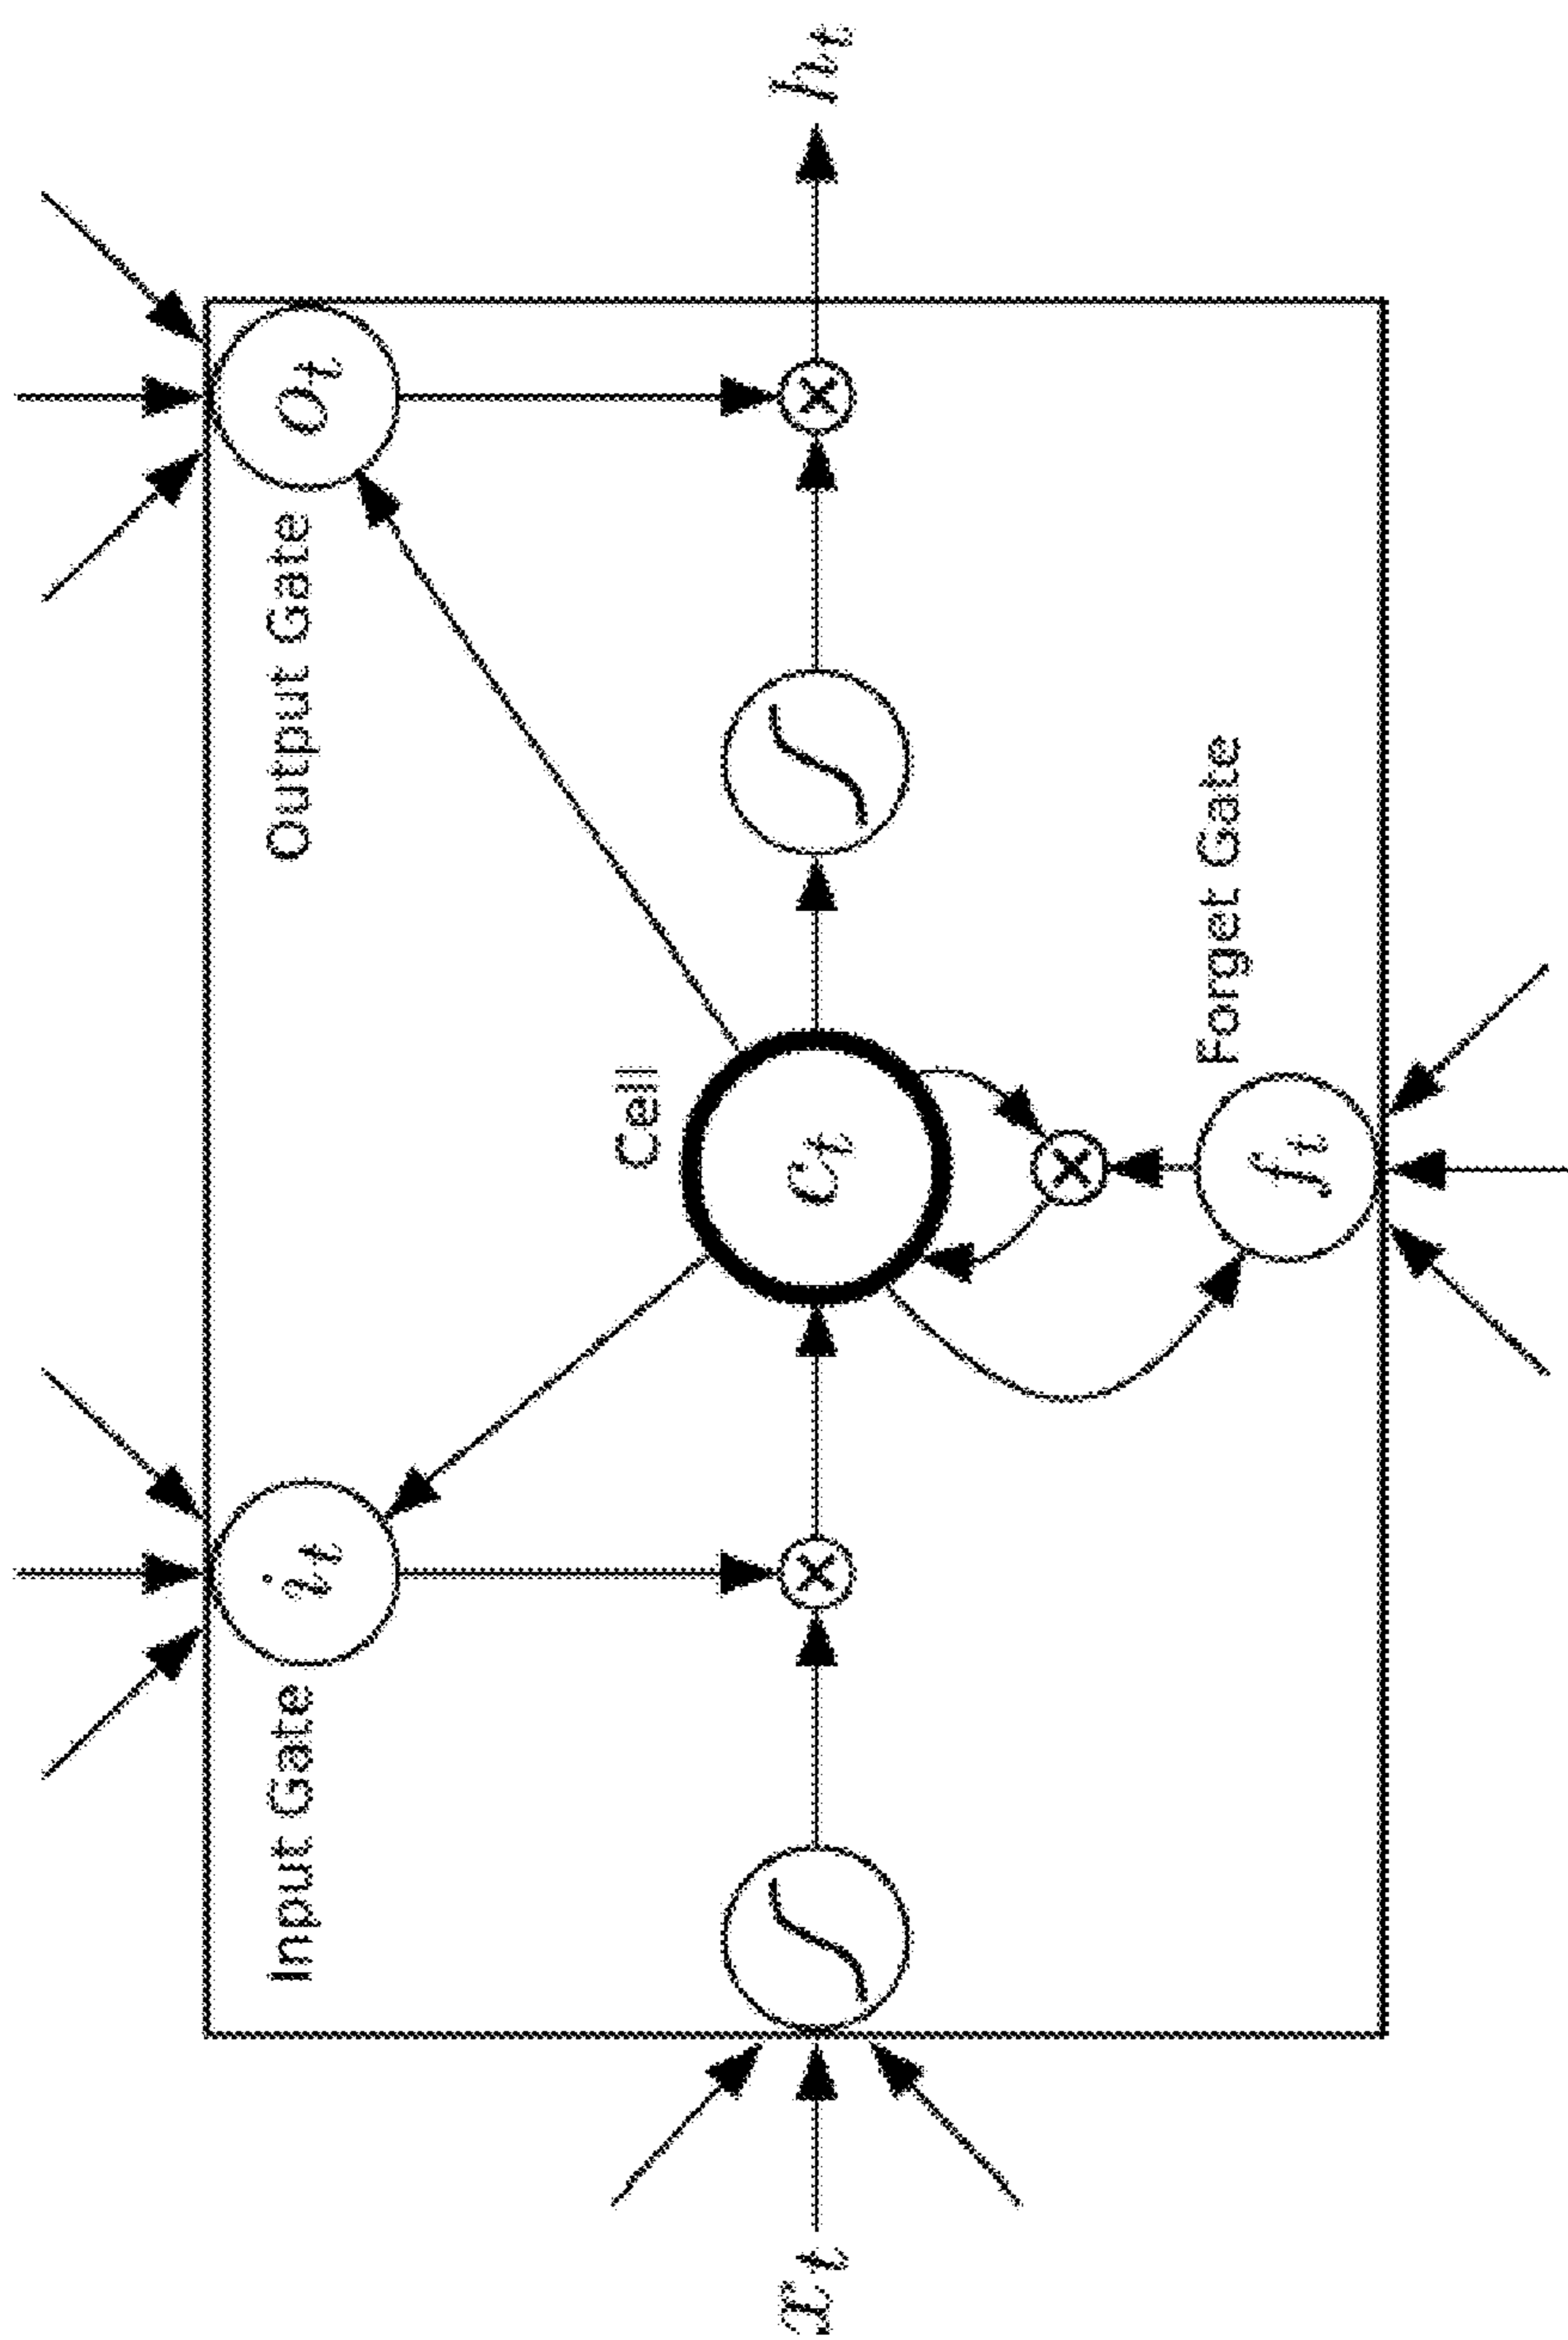 Input Gate
i_t
Output Gate
o_t
Cell
x_t
c_t
h_t
f_t
Forget Gate